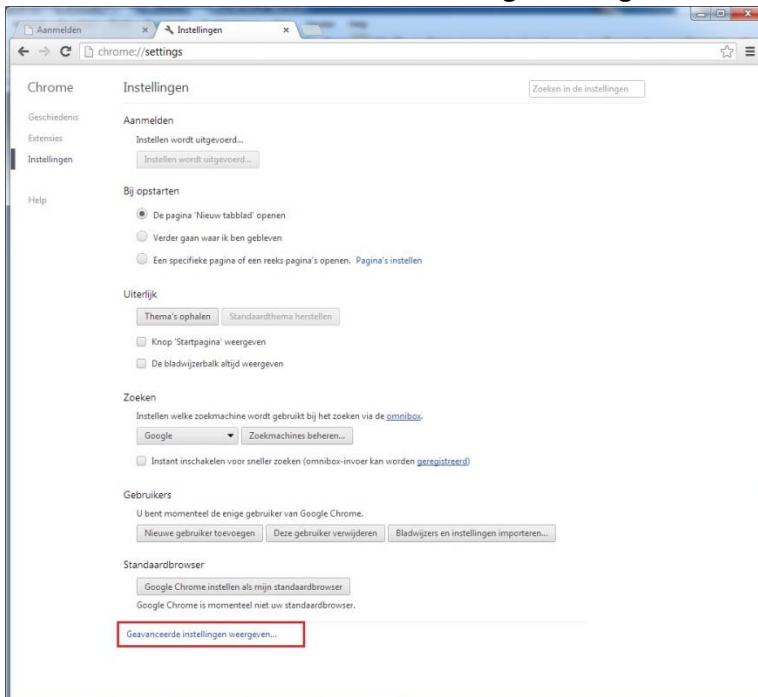 Aanmelden
Instellingen
chrome://settings
Chrome
Instellingen
Zoeken in de instellingen
Geschiedenis
Extensies
Instellingen
Help
Aanmelden
Instellen wordt uitgevoerd...
Instellen wordt uitgevoerd...
Bij opstarten
De pagina 'Nieuw tabblad' openen
Verder gaan waar ik ben gebleven
Een specifieke pagina of een reeks pagina's openen. Pagina's instellen
Uiterlijk
Thema's ophalen Standaardthema herstellen
Knop 'Startpagina' weergeven
De bladwijzerbalk altijd weergeven
Zoeken
Instellen welke zoekmachine wordt gebruikt bij het zoeken via de omnibox.
Google Zoekmachines beheren...
Instant inschakelen voor sneller zoeken (omnibox-invoer kan worden geregistreerd)
Gebruikers
U bent momenteel de enige gebruiker van Google Chrome.
Nieuwe gebruiker toevoegen Deze gebruiker verwijderen Bladwijzers en instellingen importeren...
Standaardbrowser
Google Chrome instellen als mijn standaardbrowser
Google Chrome is momenteel niet uw standaardbrowser.
Geavanceerde instellingen weergeven...